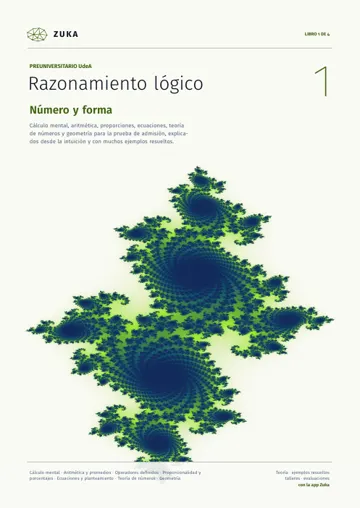 ZUKA
LIBRO 1 DE 4
PREUNIVERSITARIO UdeA
Razonamiento lógico
1
Número y forma
Cálculo mental, aritmética, proporciones, ecuaciones, teoría
de números y geometría para la prueba de admisión, explica-
dos desde la intuición y con muchos ejemplos resueltos.
Cálculo mental · Aritmética y promedios · Operadores definidos · Proporcionalidad y
porcentajes · Ecuaciones y planteamiento · Teoría de números · Geometría
Teoría · ejemplos resueltos
talleres · evaluaciones
con la app Zuka